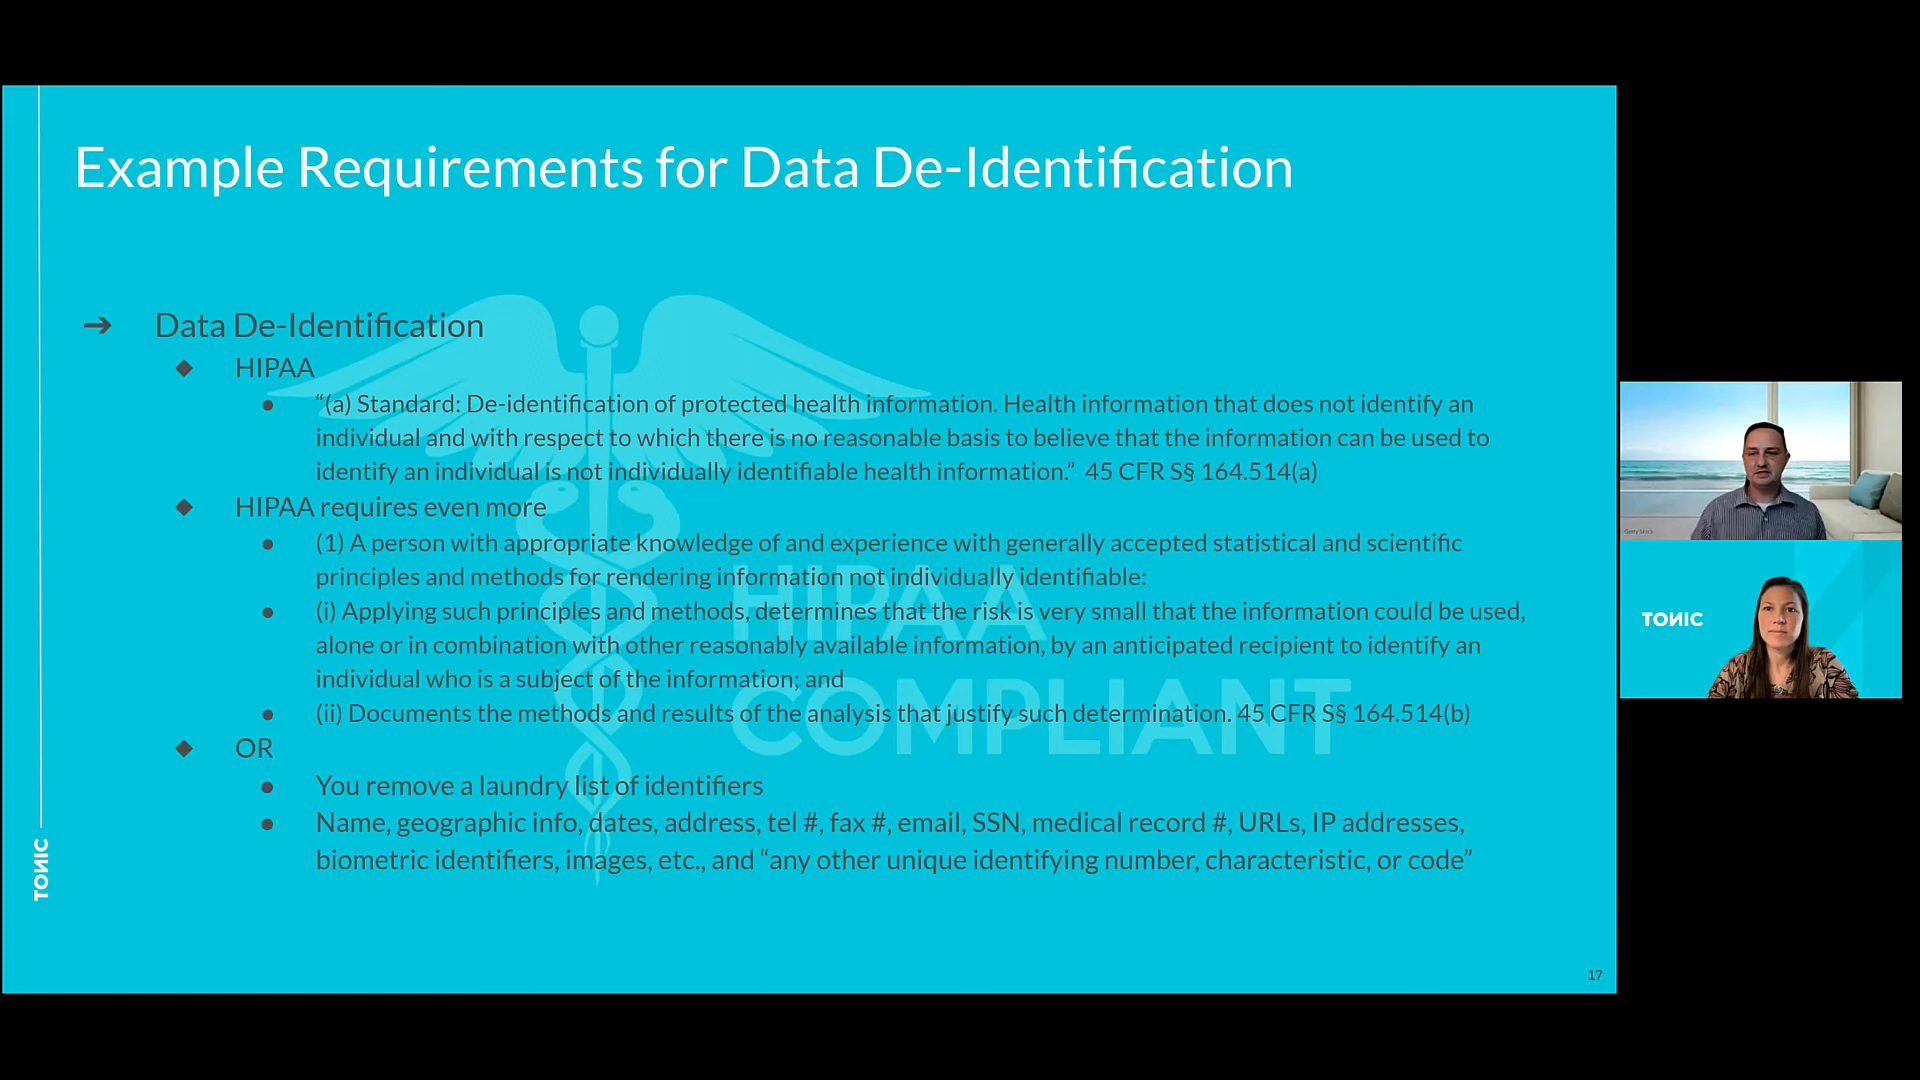 Example Requirements for Data De-Identification
➔ Data De-Identification
◆ HIPAA
● “(a) Standard: De-identification of protected health information. Health information that does not identify an
individual and with respect to which there is no reasonable basis to believe that the information can be used to
identify an individual is not individually identifiable health information.” 45 CFR S§ 164.514(a)
◆ HIPAA requires even more
● (1) A person with appropriate knowledge of and experience with generally accepted statistical and scientific
principles and methods for rendering information not individually identifiable:
● (i) Applying such principles and methods, determines that the risk is very small that the information could be used,
alone or in combination with other reasonably available information, by an anticipated recipient to identify an
individual who is a subject of the information; and
● (ii) Documents the methods and results of the analysis that justify such determination. 45 CFR S§ 164.514(b)
◆ OR
● You remove a laundry list of identifiers
● Name, geographic info, dates, address, tel #, fax #, email, SSN, medical record #, URLs, IP addresses,
biometric identifiers, images, etc., and “any other unique identifying number, characteristic, or code”
HIPAA
COMPLIANT
TONIC
17
Getty Stock
TONIC